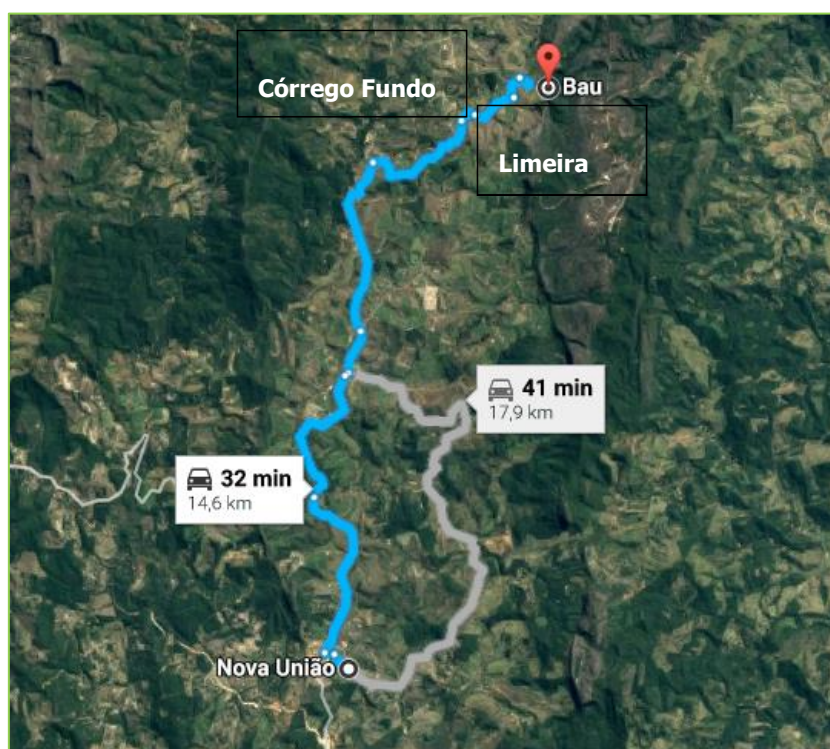 Córrego Fundo
Bau
Limeira
41 min
17,9 km
32 min
14,6 km
Nova União